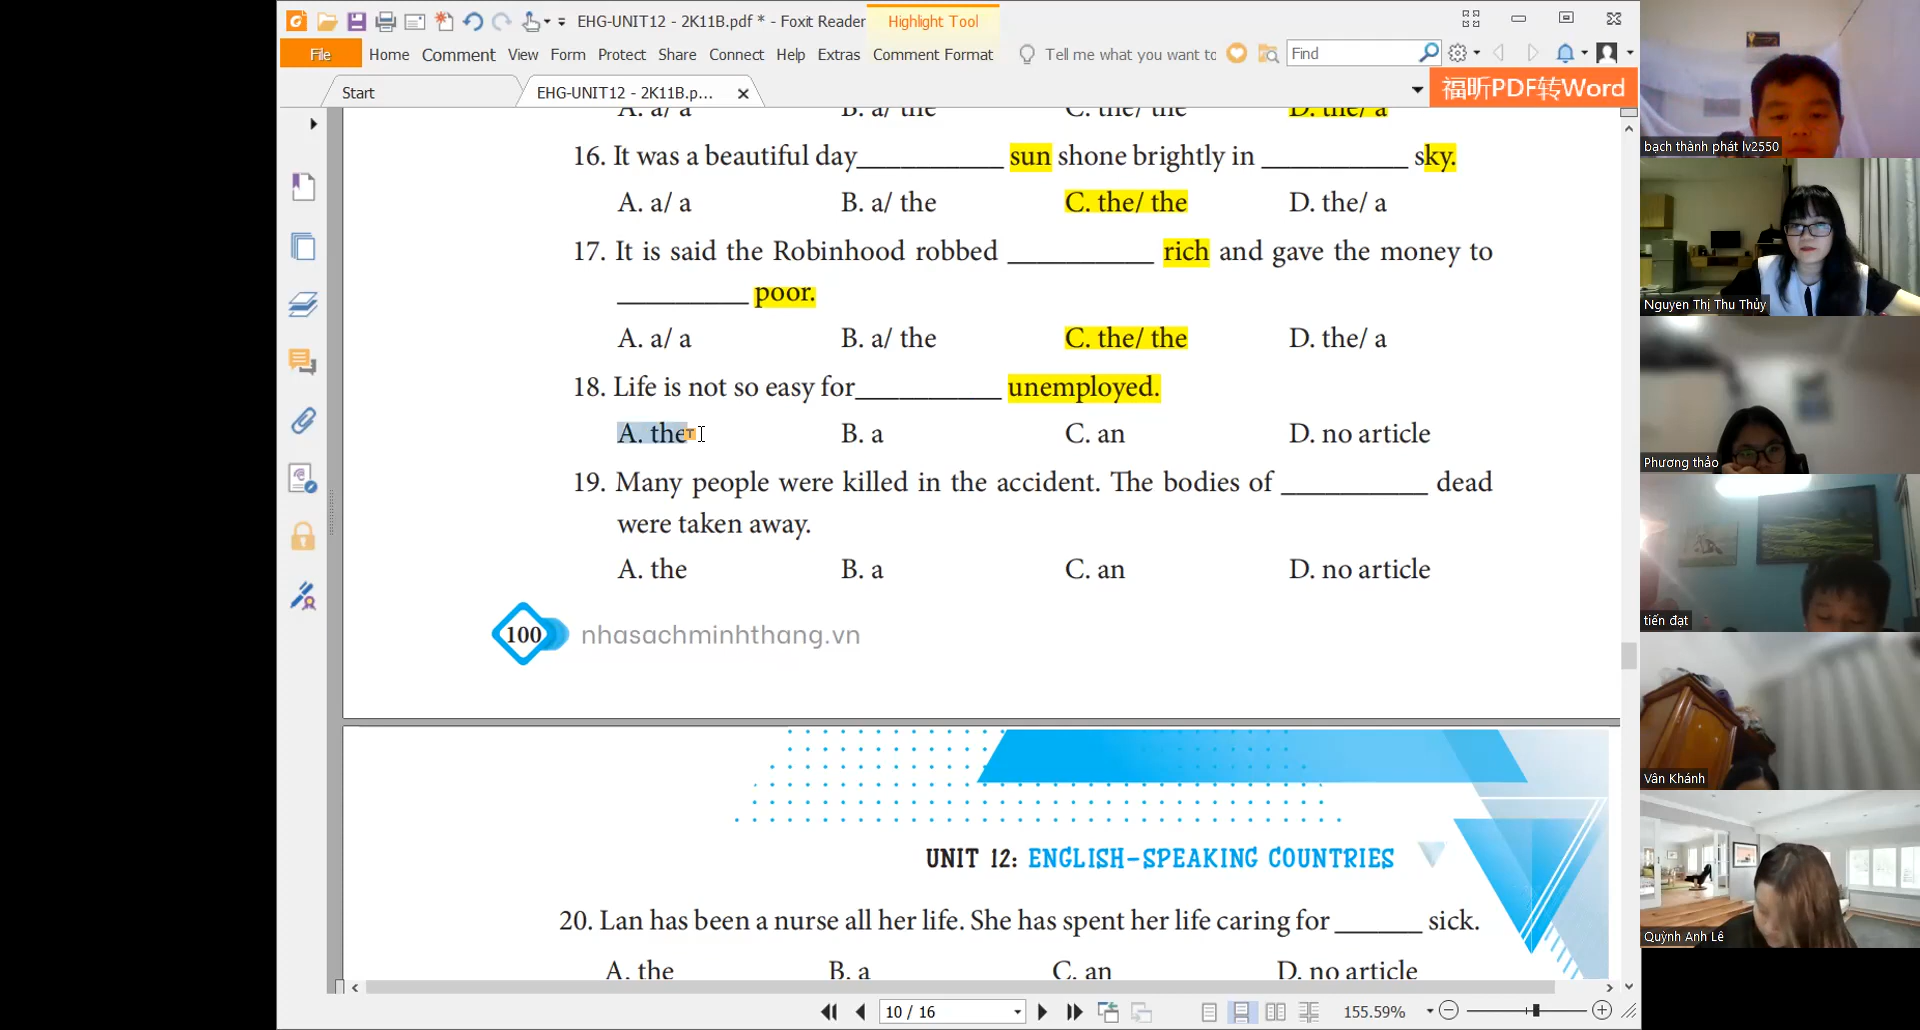 EHG-UNIT12 - 2K11B.pdf * - Foxit Reader
Highlight Tool
File Home Comment View Form Protect Share Connect Help Extras Comment Format Tell me what you want to Find
Start EHG-UNIT12 - 2K11B.p... 福昕PDF转Word
A. a/ a B. a/ the C. the/ the D. the/ a
16. It was a beautiful day__________ sun shone brightly in __________ sky.
A. a/ a B. a/ the C. the/ the D. the/ a
17. It is said the Robinhood robbed __________ rich and gave the money to
_________ poor.
A. a/ a B. a/ the C. the/ the D. the/ a
18. Life is not so easy for__________ unemployed.
A. the B. a C. an D. no article
19. Many people were killed in the accident. The bodies of __________ dead
were taken away.
A. the B. a C. an D. no article
100 nhasachminhthang.vn
UNIT 12: ENGLISH-SPEAKING COUNTRIES
20. Lan has been a nurse all her life. She has spent her life caring for ______ sick.
A. the B. a C. an D. no article
10 / 16 155.59%
bạch thành phát lv2550
Nguyen Thị Thu Thủy
Phương thảo
tiến đạt
Vân Khánh
Quỳnh Anh Lê